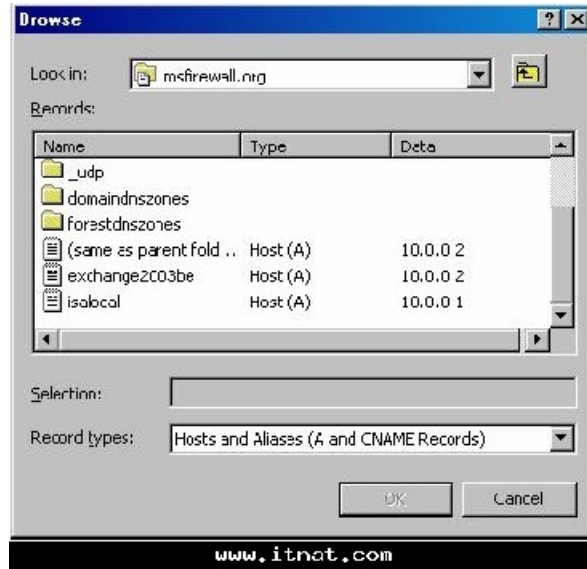 Browse
Look in: msfirewall.org
Records:
Name Type Data
_udp
domaindnszones
forestdnszones
(same as parent fold... Host (A) 10.0.0.2
exchange2003be Host (A) 10.0.0.2
isalocal Host (A) 10.0.0.1
Selection:
Record types: Hosts and Aliases (A and CNAME Records)
OK Cancel
www.itnat.com